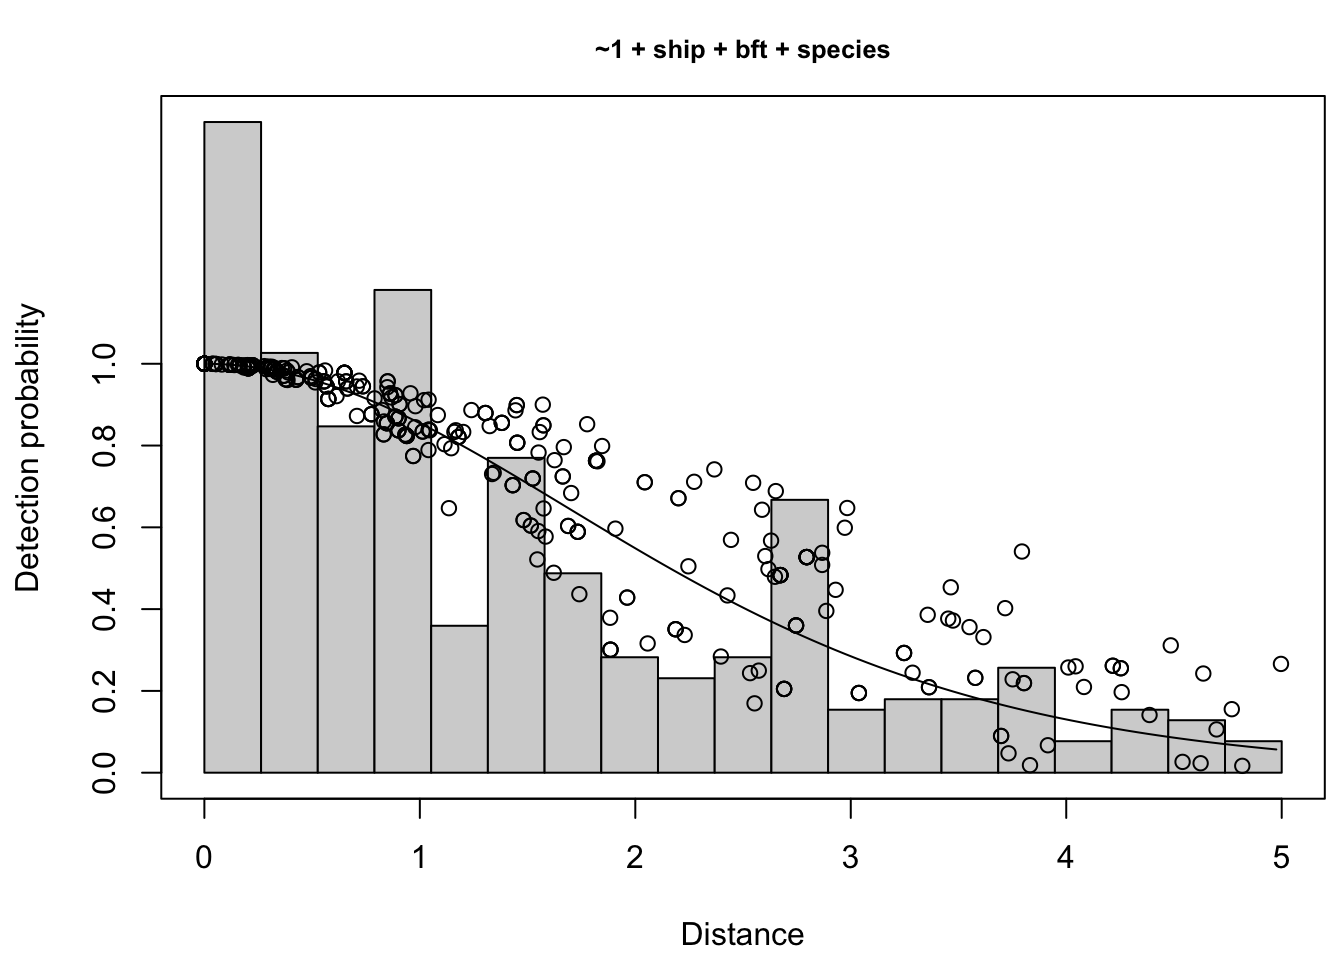 ~1 + ship + bft + species
Detection probability
1.0
0.8
0.6
0.4
0.2
0.0
0 1 2 3 4 5
Distance